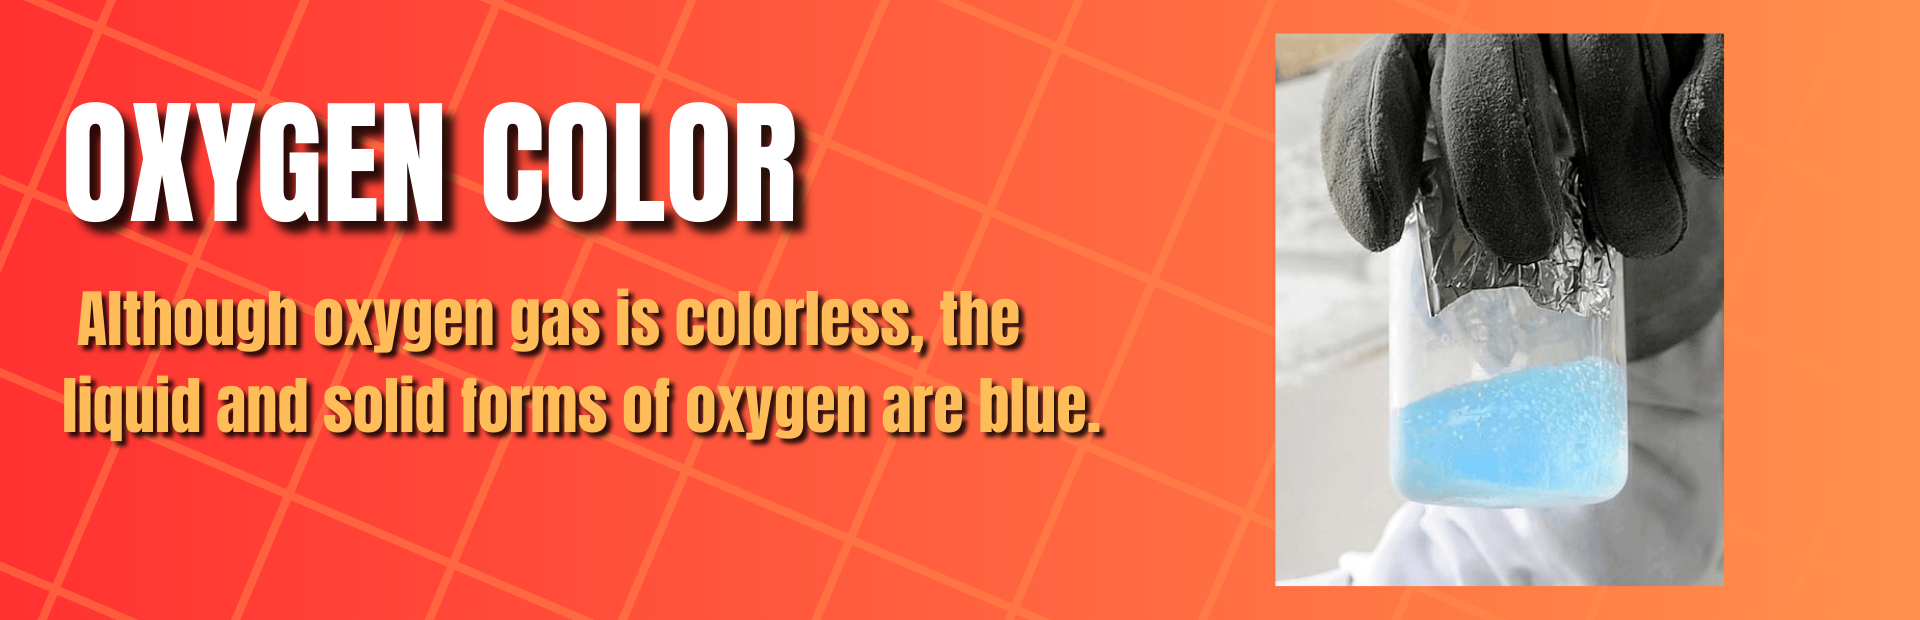 OXYGEN COLOR
Although oxygen gas is colorless, the
liquid and solid forms of oxygen are blue.